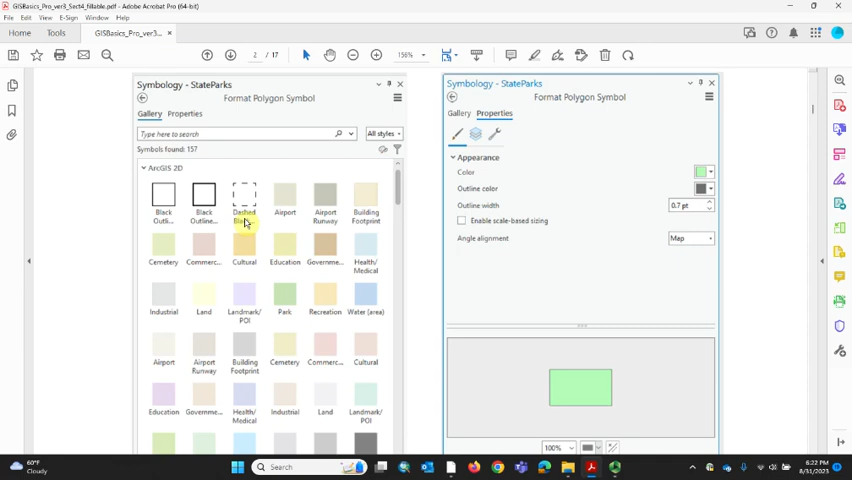 GISBasics_Pro_ver3_Sect4_fillable.pdf - Adobe Acrobat Pro (64-bit)
File Edit View E-Sign Window Help
Home Tools GISBasics_Pro_ver3... ×
2 / 17 156%
Symbology - StateParks
Format Polygon Symbol
Gallery Properties
Type here to search All styles
Symbols found: 157
ArcGIS 2D
Black Outli... Black Outline... Dashed Airport Airport Runway Building Footprint
Cemetery Commerc... Cultural Education Governme... Health/ Medical
Industrial Land Landmark/ POI Park Recreation Water (area)
Airport Airport Runway Building Footprint Cemetery Commerc... Cultural
Education Governme... Health/ Medical Industrial Land Landmark/ POI
Symbology - StateParks
Format Polygon Symbol
Gallery Properties
Appearance
Color
Outline color
Outline width 0.7 pt
Enable scale-based sizing
Angle alignment Map
100%
60°F
Cloudy
Search
6:22 PM
8/31/2023